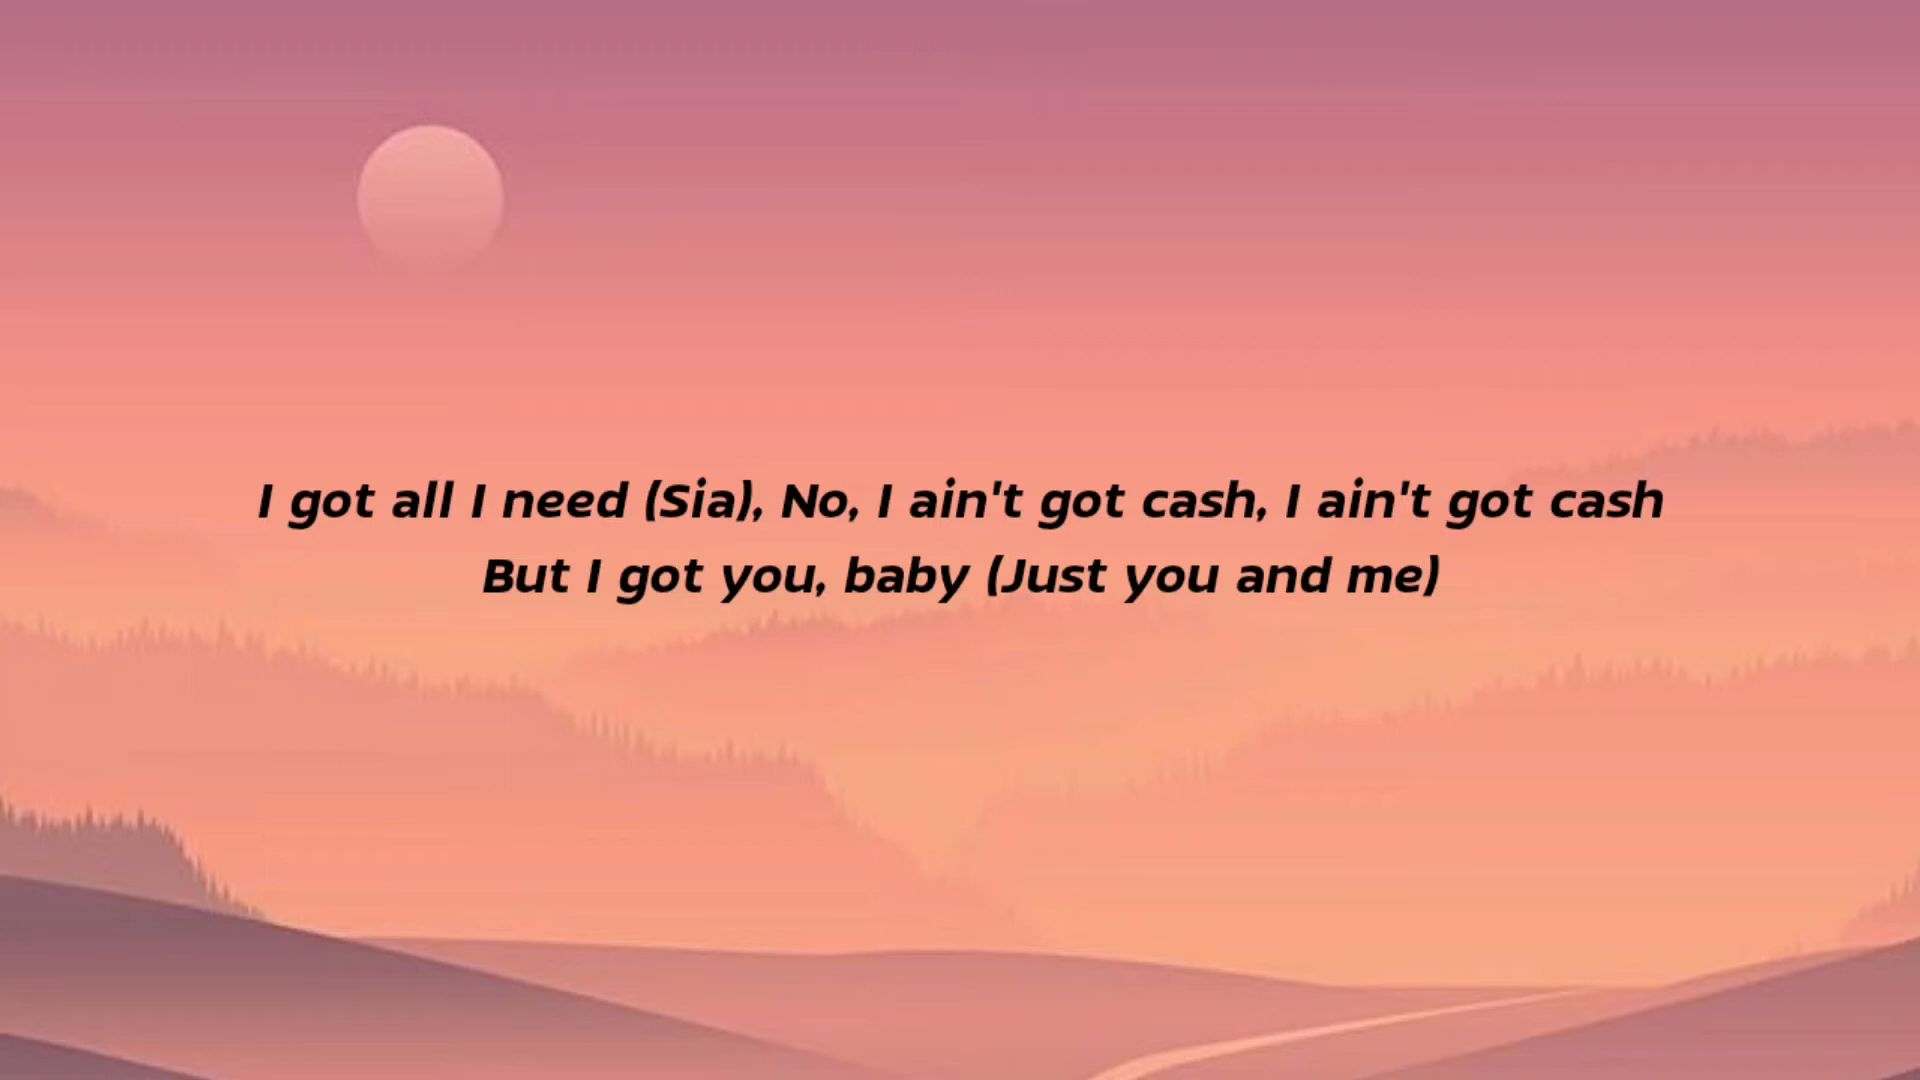 I got all I need (Sia), No, I ain't got cash, I ain't got cash
But I got you, baby (Just you and me)